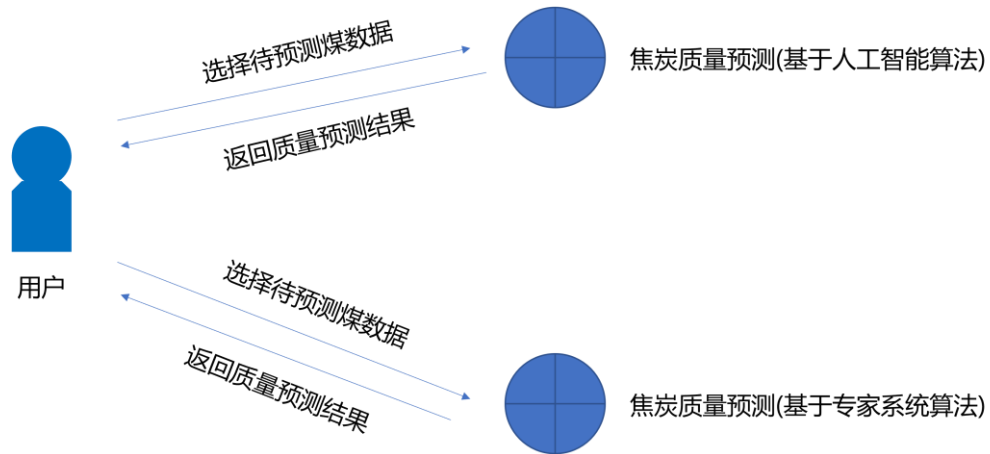 选择待预测煤数据
焦炭质量预测(基于人工智能算法)
返回质量预测结果
用户
选择待预测煤数据
返回质量预测结果
焦炭质量预测(基于专家系统算法)